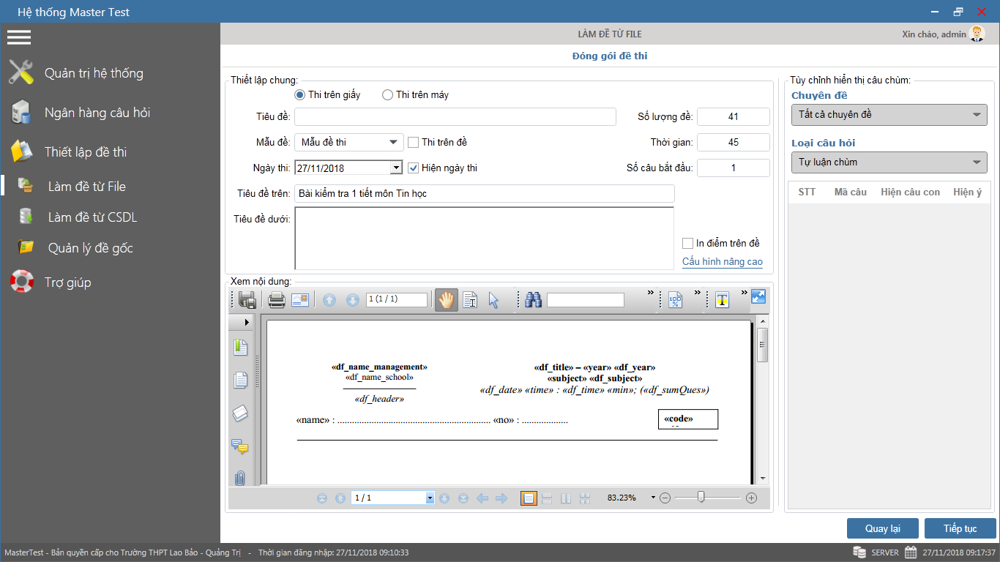 Hệ thống Master Test
LÀM ĐỀ TỪ FILE
Xin chào, admin
Quản trị hệ thống
Ngân hàng câu hỏi
Thiết lập đề thi
Làm đề từ File
Làm đề từ CSDL
Quản lý đề gốc
Trợ giúp
Đóng gói đề thi
Thiết lập chung:
Thi trên giấy Thi trên máy
Tiêu đề: Số lượng đề: 41
Mẫu đề: Mẫu đề thi Thi trên đề Thời gian: 45
Ngày thi: 27/11/2018 Hiện ngày thi Số câu bắt đầu: 1
Tiêu đề trên: Bài kiểm tra 1 tiết môn Tin học
Tiêu đề dưới:
In điểm trên đề
Cấu hình nâng cao
Xem nội dung:
1 (1 / 1)
100 %
T
«df_name_management»
«df_name_school»
«df_header»
«df_title» – «year» «df_year»
«subject» «df_subject»
«df_date» «time» : «df_time» «min»; («df_sumQues»)
«name» : ............................................................... «no» : ...................
«code»
1 / 1
83.23%
Tùy chỉnh hiển thị câu chùm:
Chuyên đề
Tất cả chuyên đề
Loại câu hỏi
Tự luận chùm
STT Mã câu Hiện câu con Hiện ý
Quay lại Tiếp tục
MasterTest - Bản quyền cấp cho Trường THPT Lao Bảo - Quảng Trị - Thời gian đăng nhập: 27/11/2018 09:10:33
SERVER 27/11/2018 09:17:37